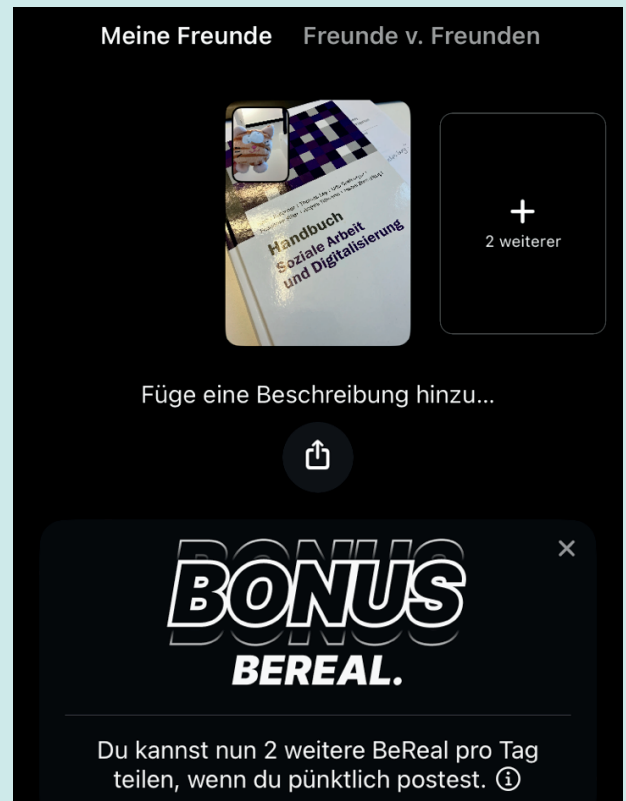 Meine Freunde Freunde v. Freunden
Handbuch
Soziale Arbeit
und Digitalisierung
+
2 weiterer
Füge eine Beschreibung hinzu...
BONUS
BEREAL.
Du kannst nun 2 weitere BeReal pro Tag
teilen, wenn du pünktlich postest.